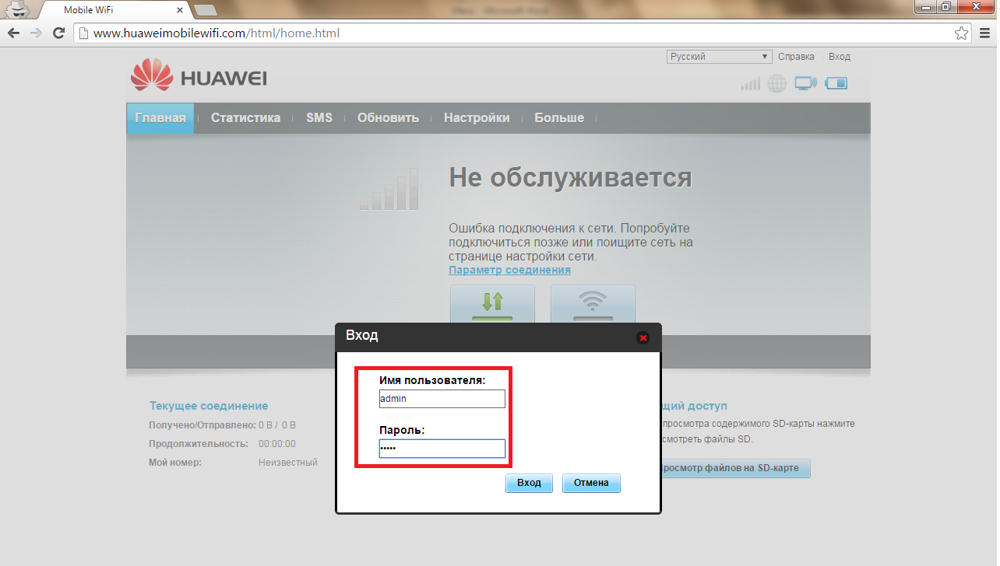 Mobile WiFi
www.huaweimobilewifi.com/html/home.html
Русский Справка Вход
HUAWEI
Главная Статистика SMS Обновить Настройки Больше
Не обслуживается
Ошибка подключения к сети. Попробуйте
подключиться позже или поищите сеть на
странице настройки сети.
Параметр соединения
Вход
Имя пользователя:
admin
Пароль:
•••••
Вход Отмена
Текущее соединение
Получено/Отправлено: 0 B / 0 B
Продолжительность: 00:00:00
Мой номер: Неизвестный
щий доступ
просмотра содержимого SD-карты нажмите
смотреть файлы SD.
Просмотр файлов на SD-карте